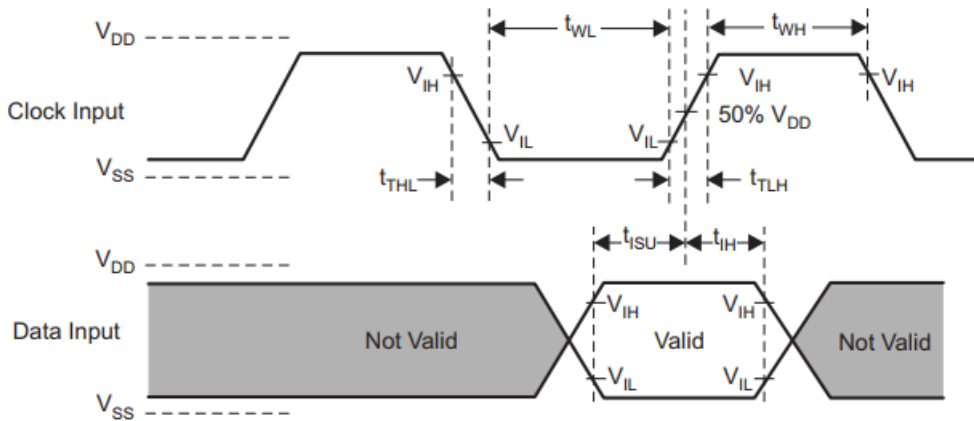 V_DD
t_WL
t_WH
V_IH
V_IH
V_IH
Clock Input
50% V_DD
V_IL
V_IL
V_SS
t_THL
t_TLH
t_ISU
t_IH
V_DD
V_IH
V_IH
Data Input
Not Valid
Valid
Not Valid
V_IL
V_IL
V_SS